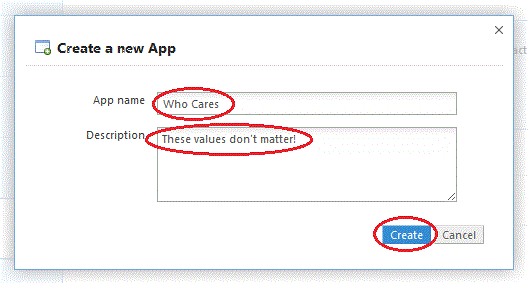 Create a new App
App name
Who Cares
Description
These values don't matter!
Create
Cancel